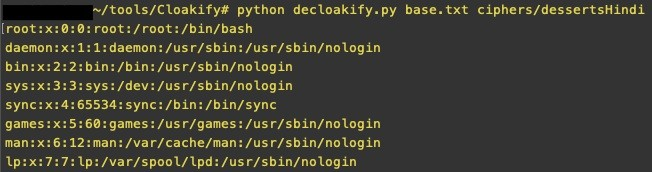 ~/tools/Cloakify# python decloakify.py base.txt ciphers/dessertsHindi
root:x:0:0:root:/root:/bin/bash
daemon:x:1:1:daemon:/usr/sbin:/usr/sbin/nologin
bin:x:2:2:bin:/bin:/usr/sbin/nologin
sys:x:3:3:sys:/dev:/usr/sbin/nologin
sync:x:4:65534:sync:/bin:/bin/sync
games:x:5:60:games:/usr/games:/usr/sbin/nologin
man:x:6:12:man:/var/cache/man:/usr/sbin/nologin
lp:x:7:7:lp:/var/spool/lpd:/usr/sbin/nologin